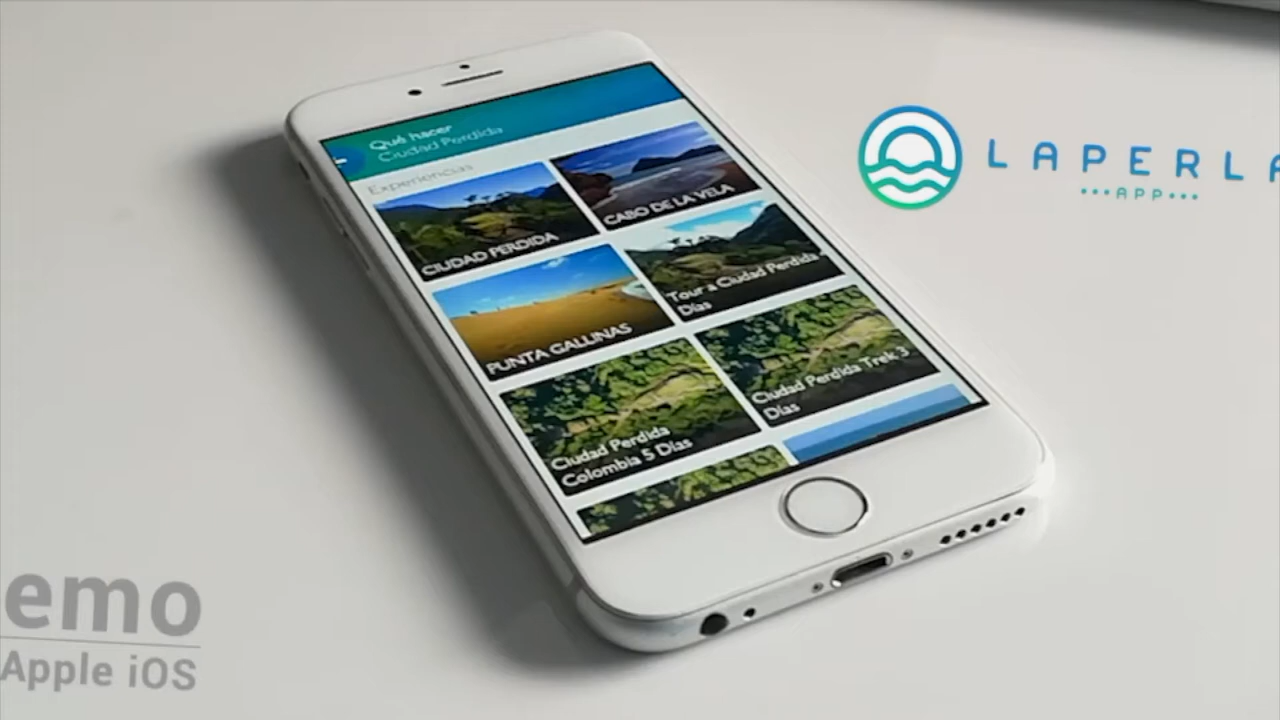 Qué hacer
Ciudad Perdida
Experiencias
CIUDAD PERDIDA
CABO DE LA VELA
PUNTA GALLINAS
Tour a Ciudad Perdida
Días
Ciudad Perdida
Colombia 5 Días
Ciudad Perdida Trek 3
Días
LAPERLA
•••APP•••
emo
Apple iOS